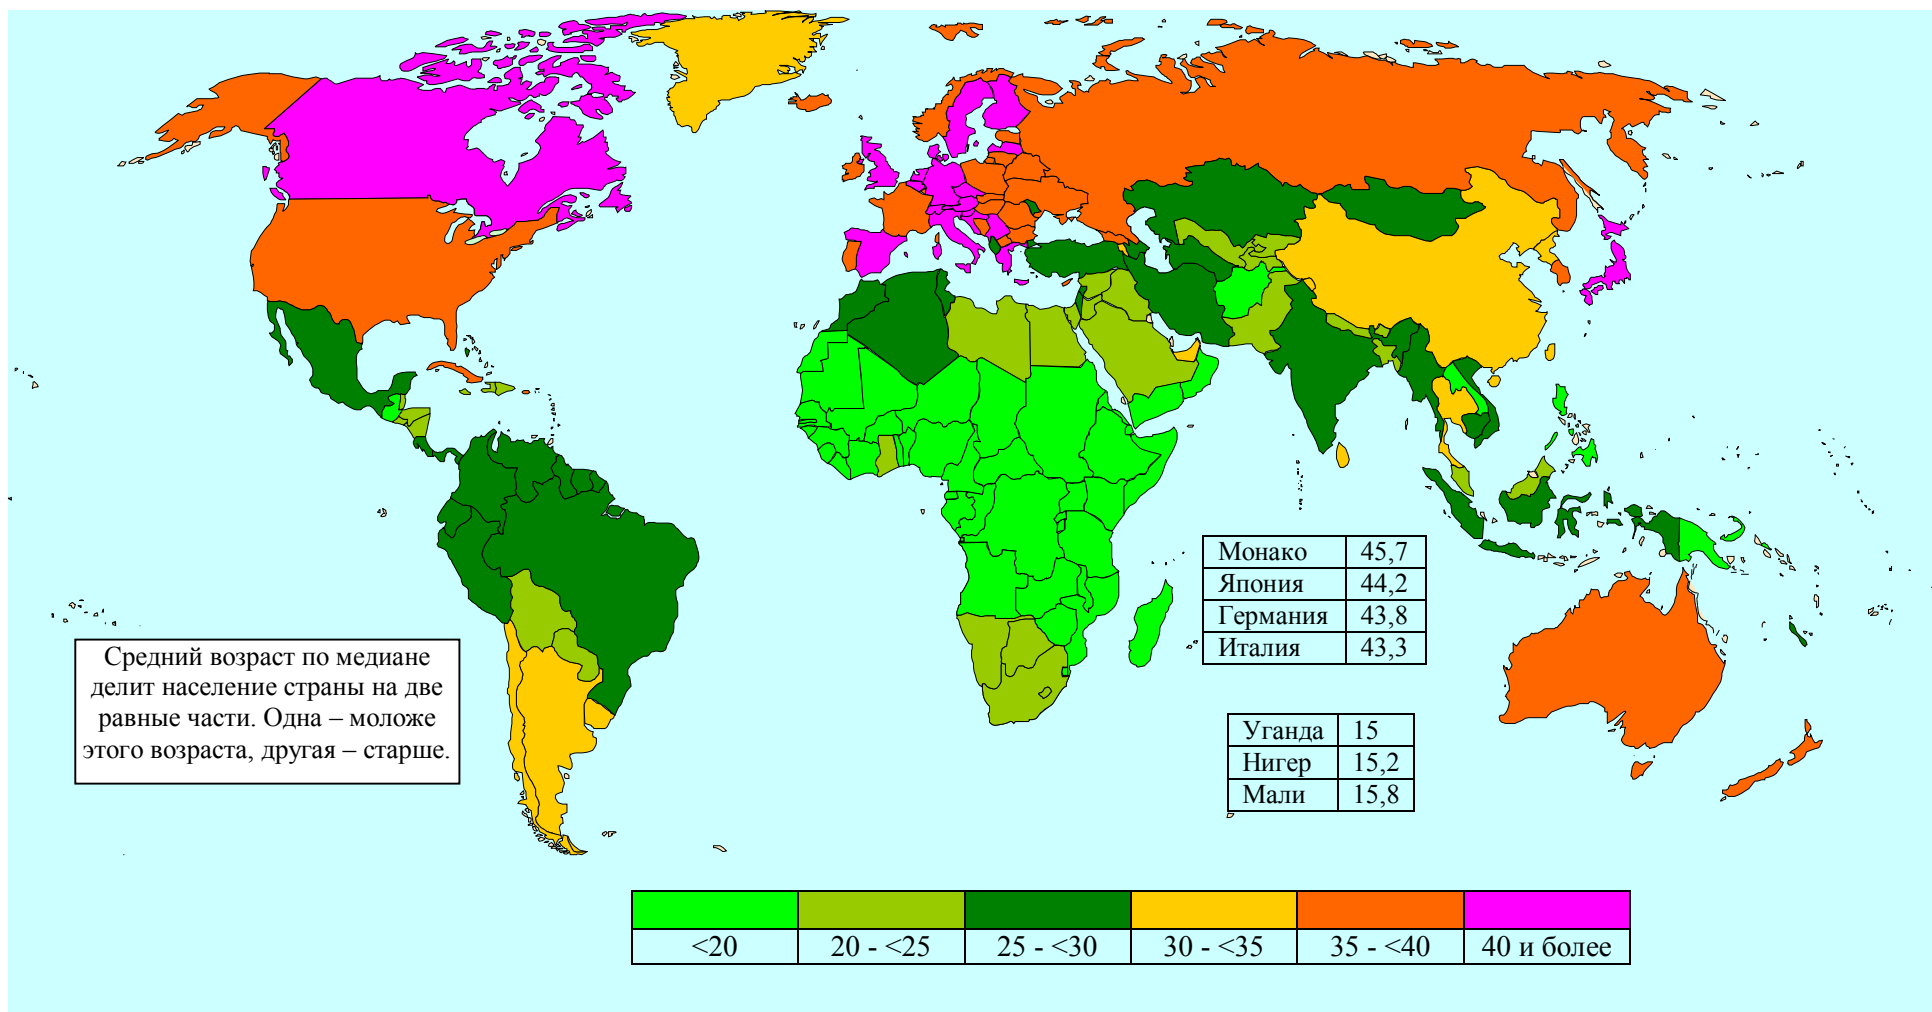 Монако 45,7
Япония 44,2
Германия 43,8
Италия 43,3
Средний возраст по медиане
делит население страны на две
равные части. Одна – моложе
этого возраста, другая – старше.
Уганда 15
Нигер 15,2
Мали 15,8
<20 20 - <25 25 - <30 30 - <35 35 - <40 40 и более